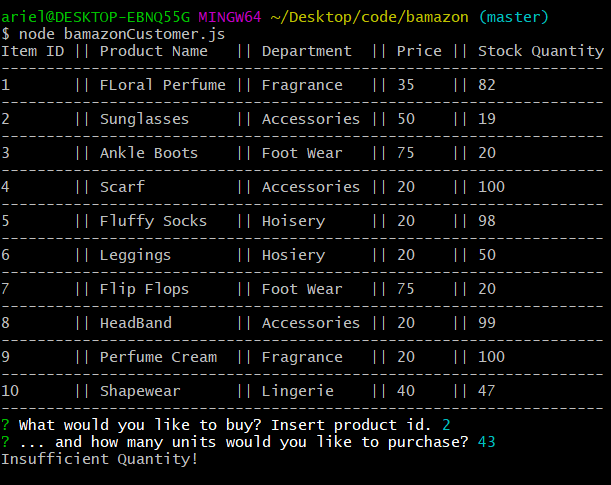 ariel@DESKTOP-EBNQ55G MINGW64 ~/Desktop/code/bamazon (master)
$ node bamazonCustomer.js
Item ID || Product Name   || Department  || Price || Stock Quantity
-------------------------------------------------------------------
1       || FLoral Perfume || Fragrance   || 35    || 82
-------------------------------------------------------------------
2       || Sunglasses     || Accessories || 50    || 19
-------------------------------------------------------------------
3       || Ankle Boots    || Foot Wear   || 75    || 20
-------------------------------------------------------------------
4       || Scarf          || Accessories || 20    || 100
-------------------------------------------------------------------
5       || Fluffy Socks   || Hoisery     || 20    || 98
-------------------------------------------------------------------
6       || Leggings       || Hosiery     || 20    || 50
-------------------------------------------------------------------
7       || Flip Flops     || Foot Wear   || 75    || 20
-------------------------------------------------------------------
8       || HeadBand       || Accessories || 20    || 99
-------------------------------------------------------------------
9       || Perfume Cream  || Fragrance   || 20    || 100
-------------------------------------------------------------------
10      || Shapewear      || Lingerie    || 40    || 47
-------------------------------------------------------------------
? What would you like to buy? Insert product id. 2
? ... and how many units would you like to purchase? 43
Insufficient Quantity!